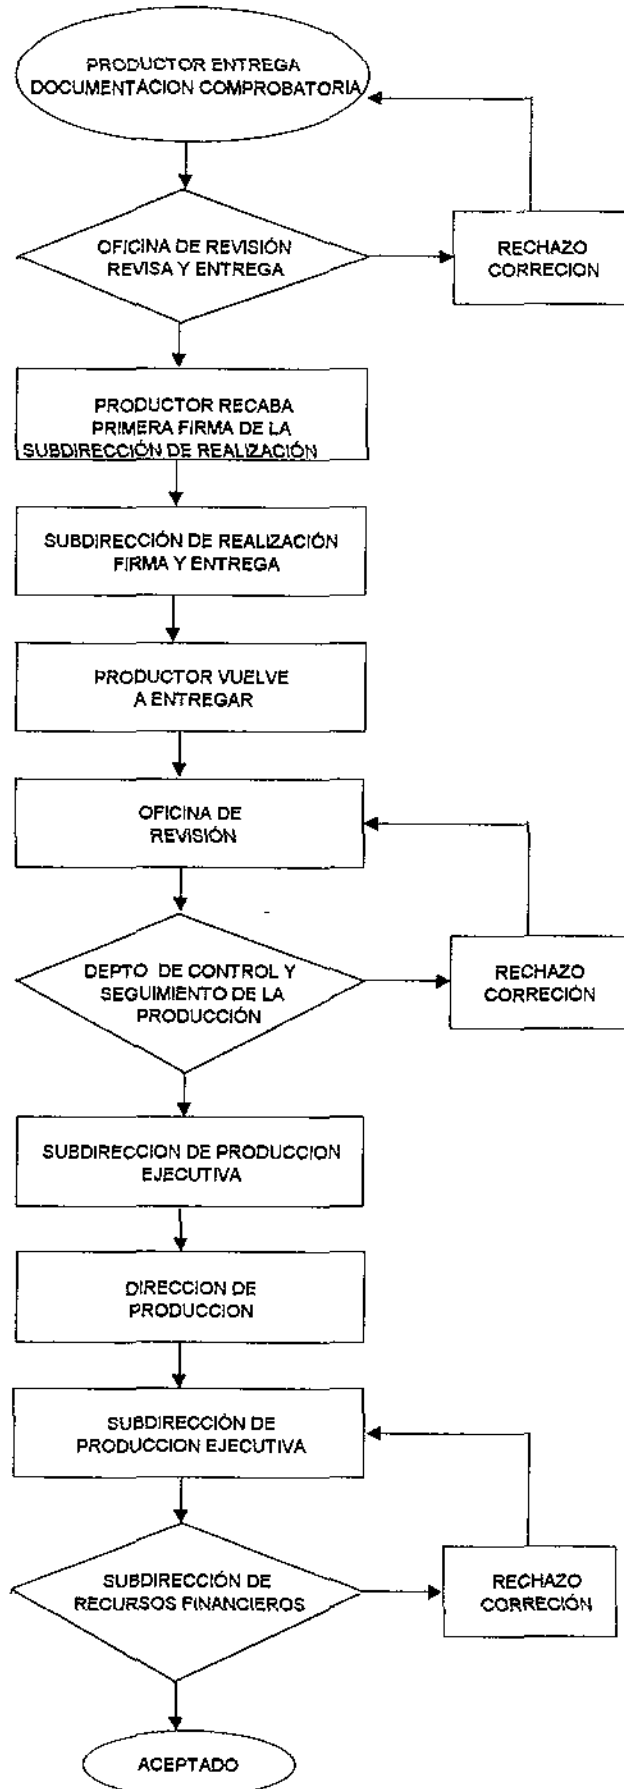 PRODUCTOR ENTREGA
DOCUMENTACION COMPROBATORIA
OFICINA DE REVISIÓN
REVISA Y ENTREGA
RECHAZO
CORRECION
PRODUCTOR RECABA
PRIMERA FIRMA DE LA
SUBDIRECCIÓN DE REALIZACIÓN
SUBDIRECCIÓN DE REALIZACIÓN
FIRMA Y ENTREGA
PRODUCTOR VUELVE
A ENTREGAR
OFICINA DE
REVISIÓN
DEPTO DE CONTROL Y
SEGUIMIENTO DE LA
PRODUCCIÓN
RECHAZO
CORRECIÓN
SUBDIRECCION DE PRODUCCION
EJECUTIVA
DIRECCION DE
PRODUCCION
SUBDIRECCIÓN DE
PRODUCCION EJECUTIVA
SUBDIRECCIÓN DE
RECURSOS FINANCIEROS
RECHAZO
CORRECIÓN
ACEPTADO